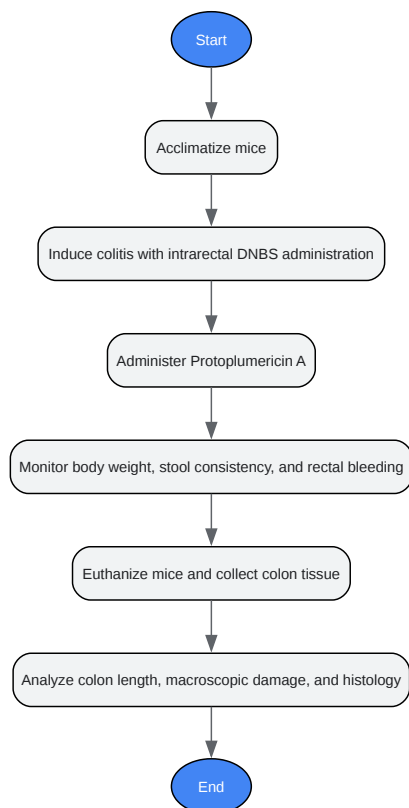 Start
Acclimatize mice
Induce colitis with intrarectal DNBS administration
Administer Protoplumericin A
Monitor body weight, stool consistency, and rectal bleeding
Euthanize mice and collect colon tissue
Analyze colon length, macroscopic damage, and histology
End